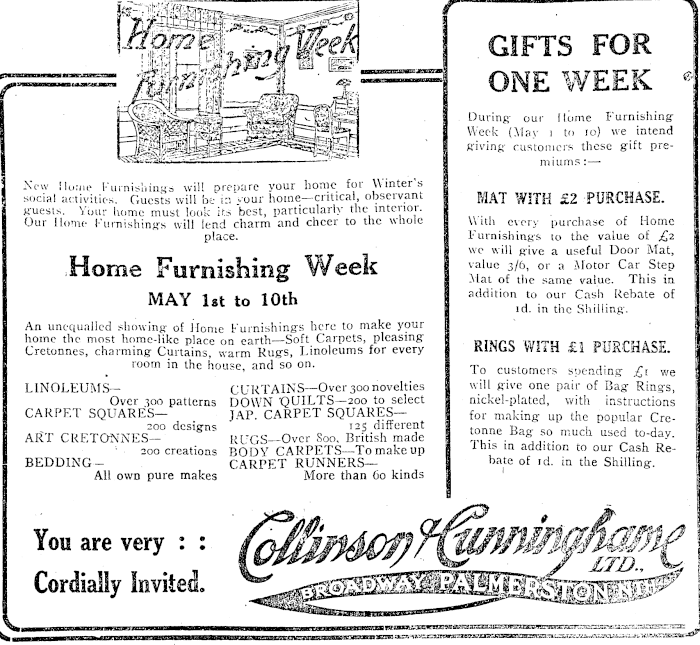 Home Furnishing Week
New Home Furnishings will prepare your home for Winter's
social activities. Guests will be in your home—critical, observant
guests. Your home must look its best, particularly the interior.
Our Home Furnishings will lend charm and cheer to the whole
place.
Home Furnishing Week
MAY 1st to 10th
An unequalled showing of Home Furnishings here to make your
home the most home-like place on earth—Soft Carpets, pleasing
Cretonnes, charming Curtains, warm Rugs, Linoleums for every
room in the house, and so on.
LINOLEUMS—
Over 300 patterns
CARPET SQUARES—
200 designs
ART CRETONNES—
200 creations
BEDDING—
All own pure makes
CURTAINS—Over 300 novelties
DOWN QUILTS—200 to select
JAP. CARPET SQUARES—
125 different
RUGS—Over 800, British made
BODY CARPETS—To make up
CARPET RUNNERS—
More than 60 kinds
GIFTS FOR
ONE WEEK
During our Home Furnishing
Week (May 1 to 10) we intend
giving customers these gift pre-
miums:—
MAT WITH £2 PURCHASE.
With every purchase of Home
Furnishings to the value of £2
we will give a useful Door Mat,
value 3/6, or a Motor Car Step
Mat of the same value. This in
addition to our Cash Rebate of
1d. in the Shilling.
RINGS WITH £1 PURCHASE.
To customers spending £1 we
will give one pair of Bag Rings,
nickel-plated, with instructions
for making up the popular Cre-
tonne Bag so much used to-day.
This in addition to our Cash Re-
bate of 1d. in the Shilling.
You are very : :
Cordially Invited.
Collinson & Cunninghame
LTD.,
BROADWAY, PALMERSTON NTH.